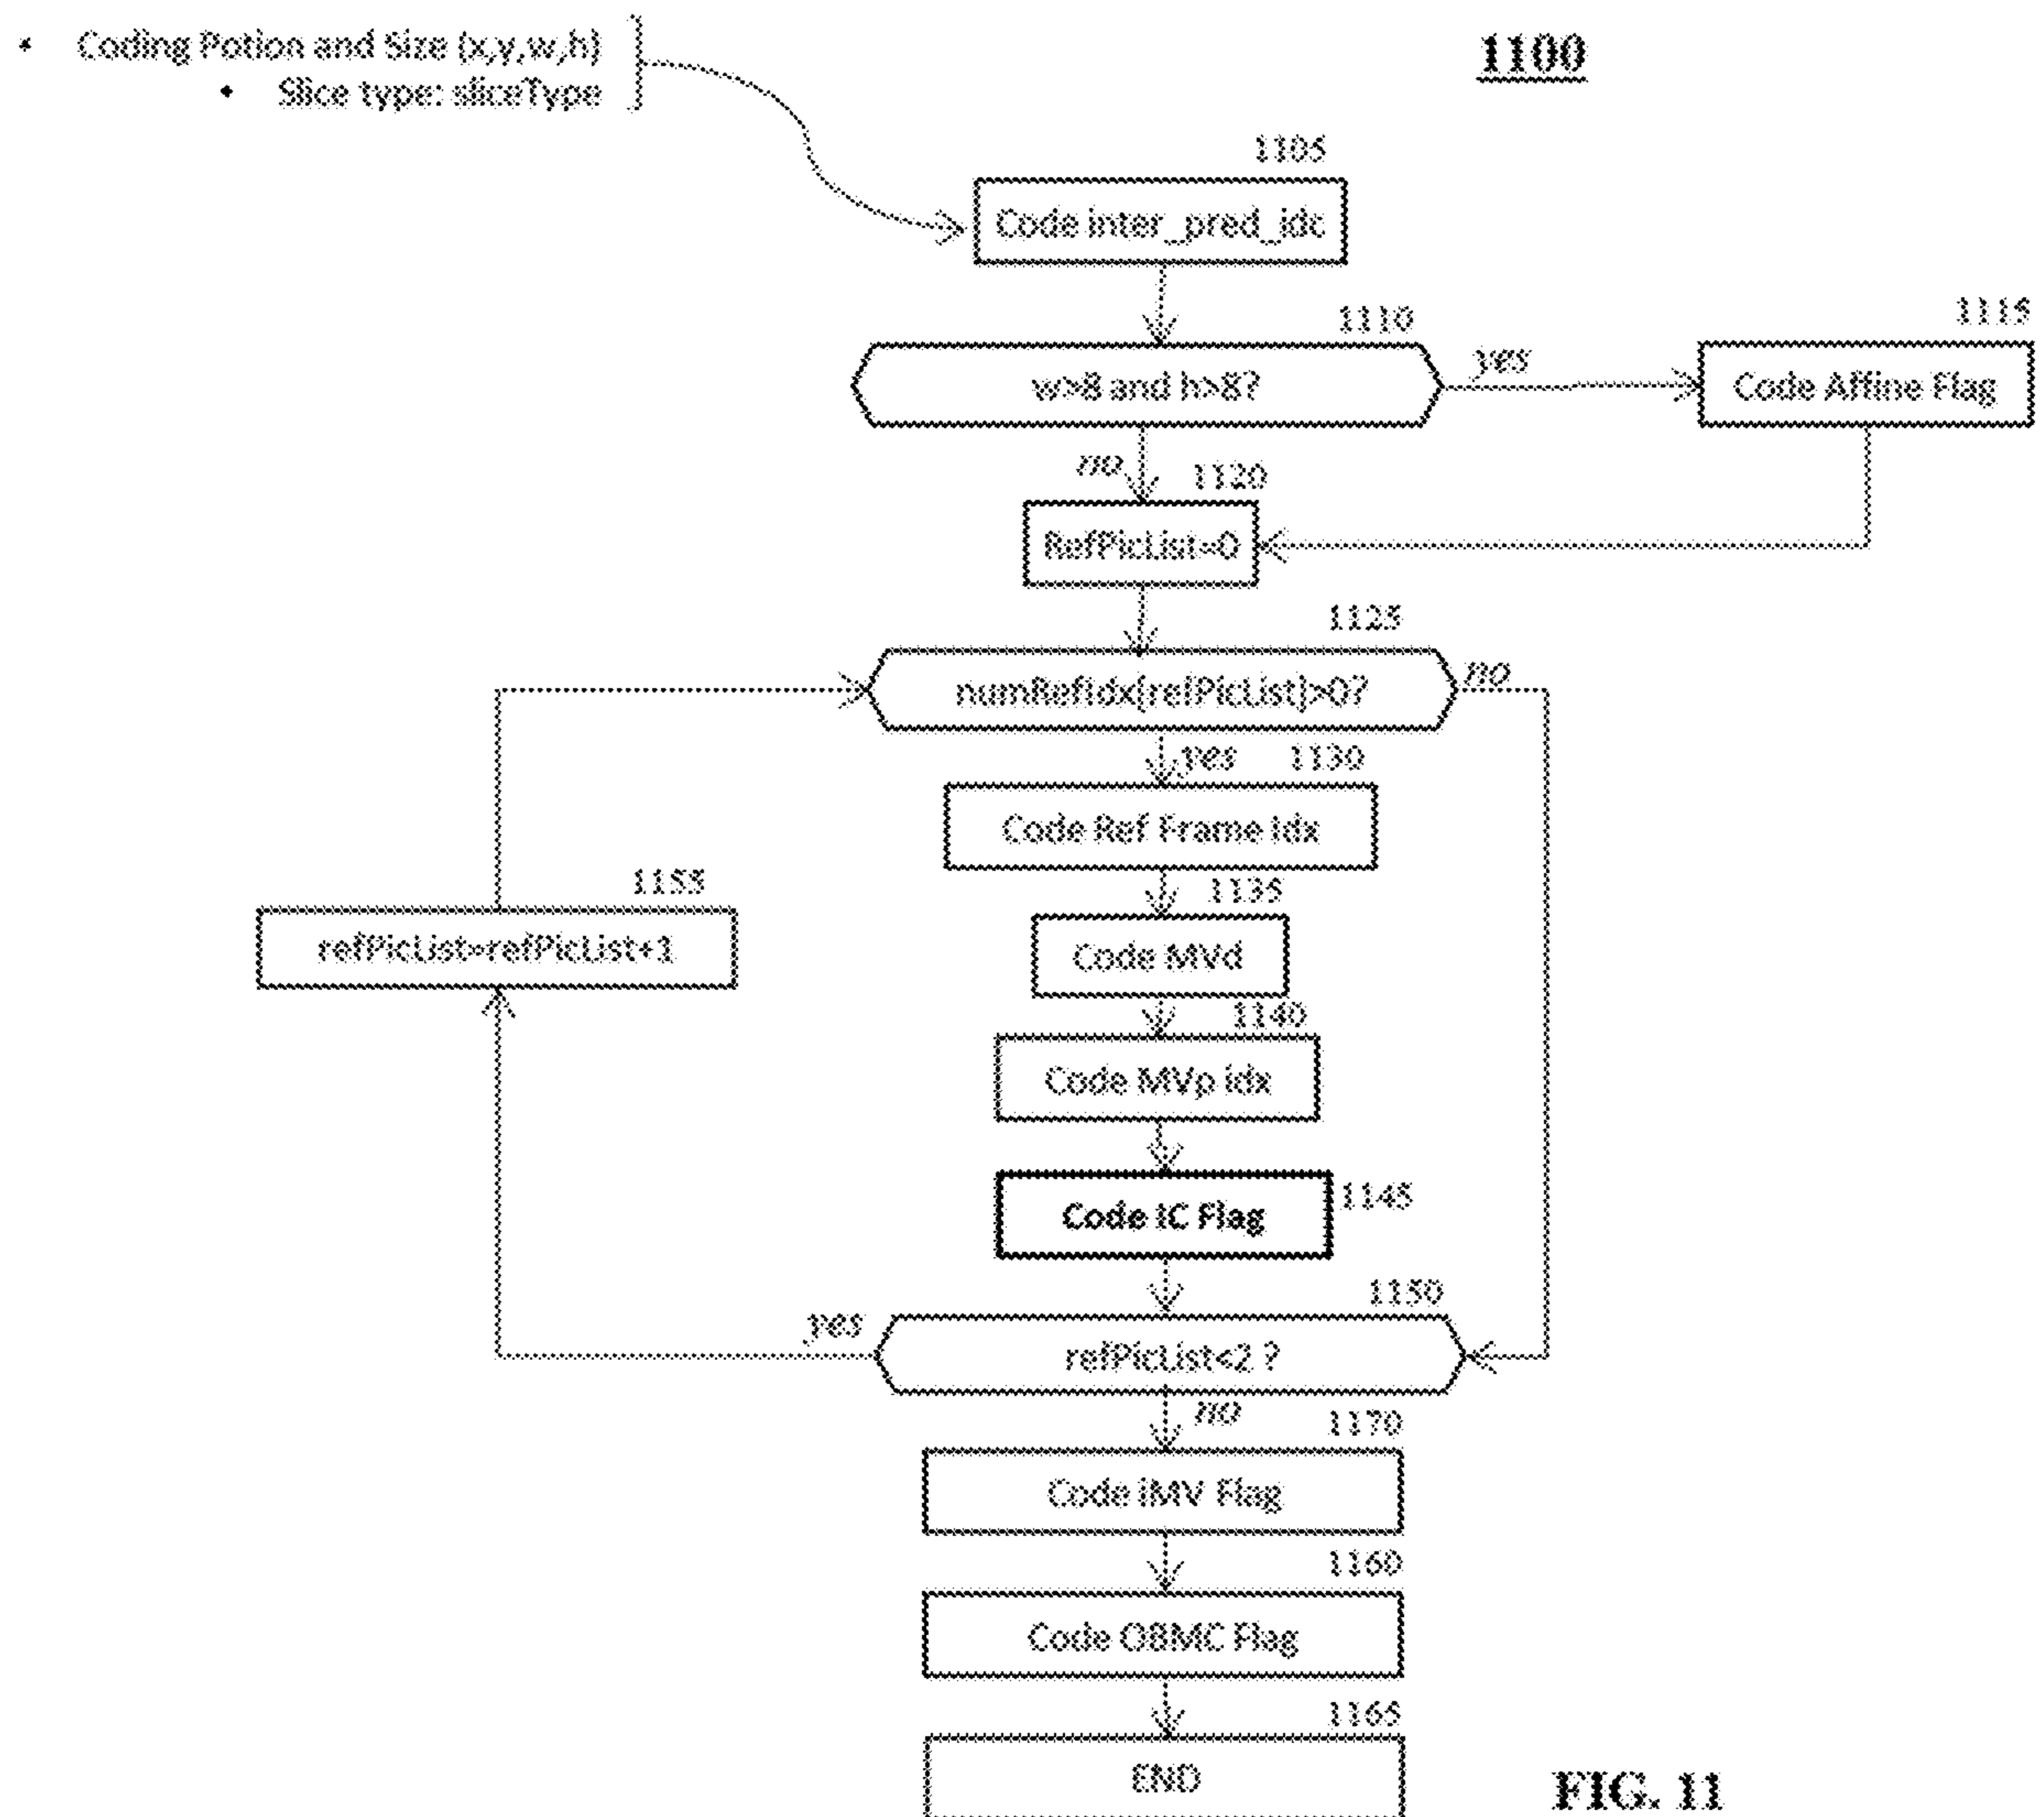 • Coding Potion and Size (x,y,w,h)
• Slice type: sliceType
1100
1105
Code inter_pred_idc
1110
w>8 and h>8?
yes
1115
Code Affine Flag
no
1120
RefPicList=0
1125
numRefIdx[refPicList]>0?
no
yes
1130
Code Ref Frame idx
1135
Code MVd
1155
refPicList=refPicList+1
1140
Code MVp idx
Code IC Flag
1145
1150
yes
refPicList<2 ?
no
1170
Code iMV Flag
1160
Code OBMC Flag
1165
END
FIG. 11